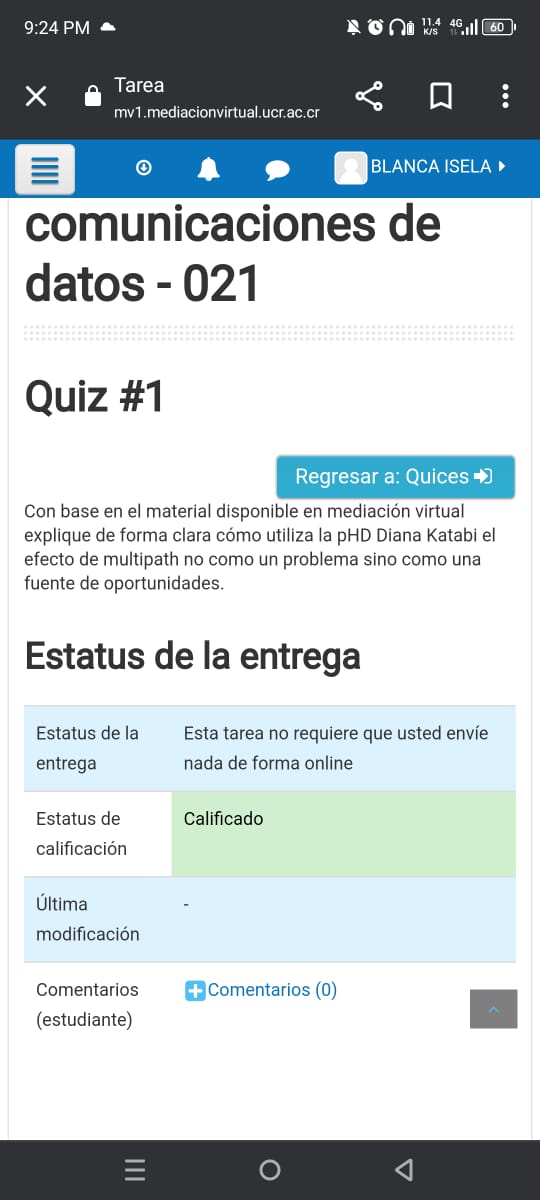 9:24 PM
11.4 K/S 4G 60
Tarea
mv1.mediacionvirtual.ucr.ac.cr
BLANCA ISELA
comunicaciones de
datos - 021
Quiz #1
Regresar a: Quices
Con base en el material disponible en mediación virtual
explique de forma clara cómo utiliza la pHD Diana Katabi el
efecto de multipath no como un problema sino como una
fuente de oportunidades.
Estatus de la entrega
Estatus de la
entrega
Esta tarea no requiere que usted envíe
nada de forma online
Estatus de
calificación
Calificado
Última
modificación
-
Comentarios
(estudiante)
Comentarios (0)